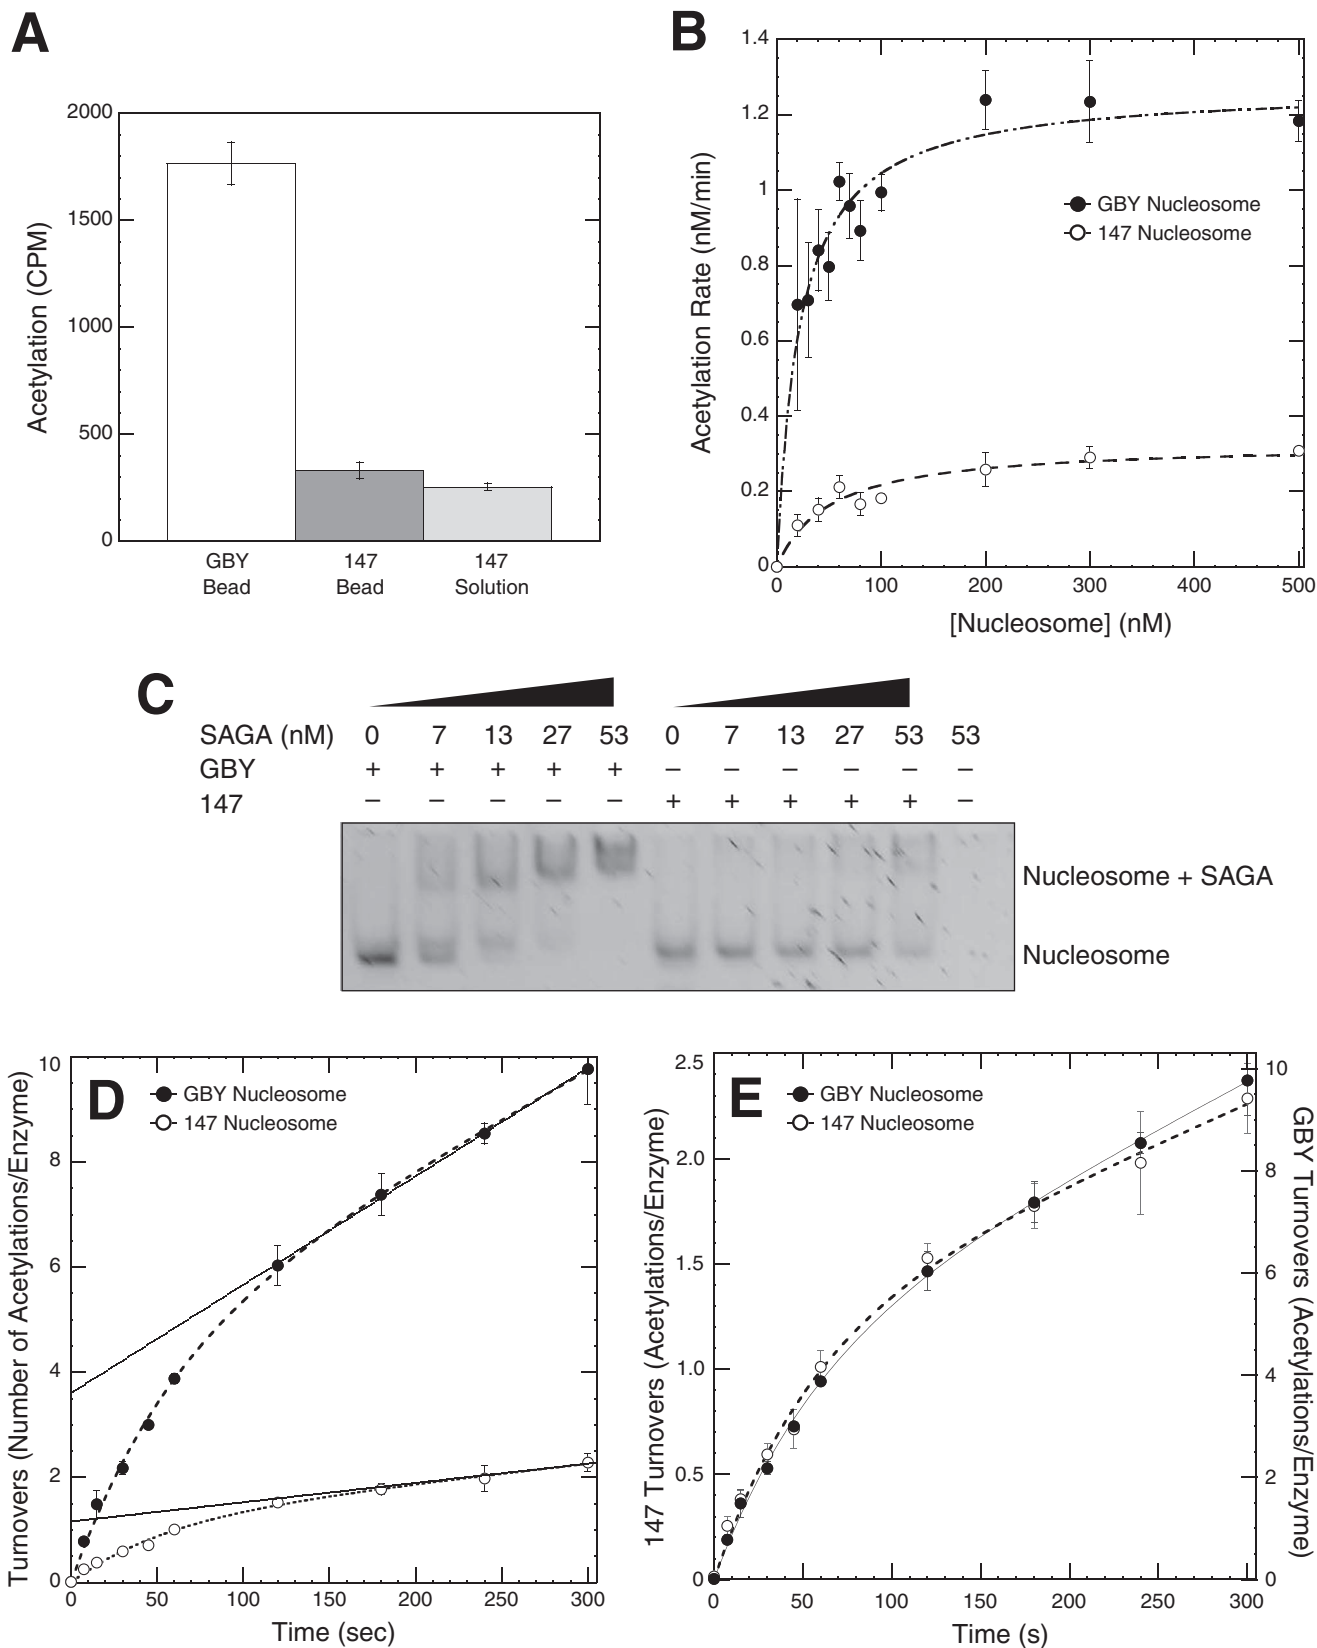 A
2000
1500
1000
500
0
Acetylation (CPM)
GBY
Bead
147
Bead
147
Solution
B
1.4
1.2
1
0.8
0.6
0.4
0.2
0
Acetylation Rate (nM/min)
GBY Nucleosome
147 Nucleosome
0 100 200 300 400 500
[Nucleosome] (nM)
C
SAGA (nM) 0 7 13 27 53 0 7 13 27 53 53
GBY + + + + + – – – – – –
147 – – – – – + + + + + –
Nucleosome + SAGA
Nucleosome
D
GBY Nucleosome
147 Nucleosome
10
8
6
4
2
0
Turnovers (Number of Acetylations/Enzyme)
0 50 100 150 200 250 300
Time (sec)
E
GBY Nucleosome
147 Nucleosome
2.5
2.0
1.5
1.0
0.5
0
147 Turnovers (Acetylations/Enzyme)
10
8
6
4
2
0
GBY Turnovers (Acetylations/Enzyme)
0 50 100 150 200 250 300
Time (s)